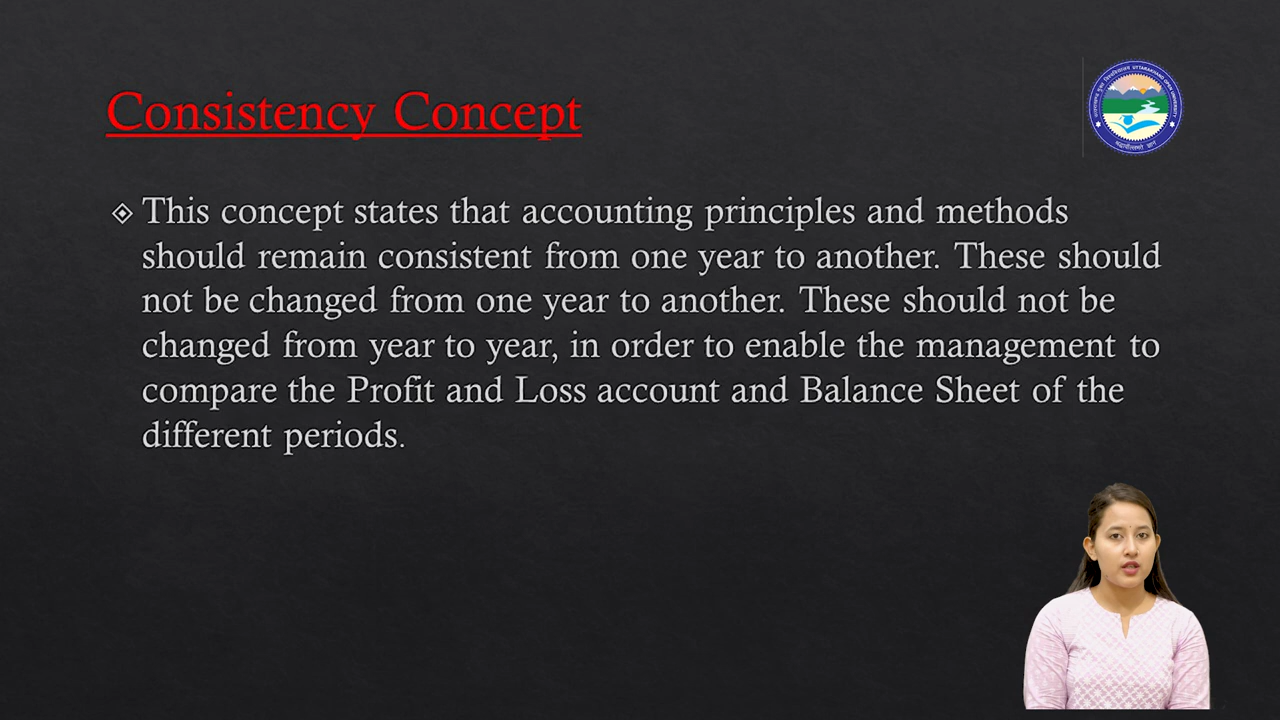 Consistency Concept
This concept states that accounting principles and methods
should remain consistent from one year to another. These should
not be changed from one year to another. These should not be
changed from year to year, in order to enable the management to
compare the Profit and Loss account and Balance Sheet of the
different periods.
UTTARAKHAND OPEN UNIVERSITY